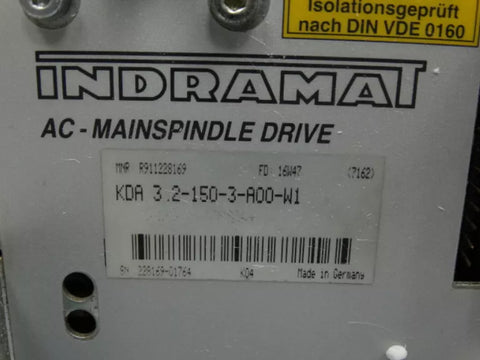 Isolationsgeprüft
nach DIN VDE 0160
INDRAMAT
AC - MAINSPINDLE DRIVE
MNR R911228169 FD 16W47 (7162)
KDA 3.2-150-3-A00-W1
SN 228169-01764 KQ4 Made in Germany